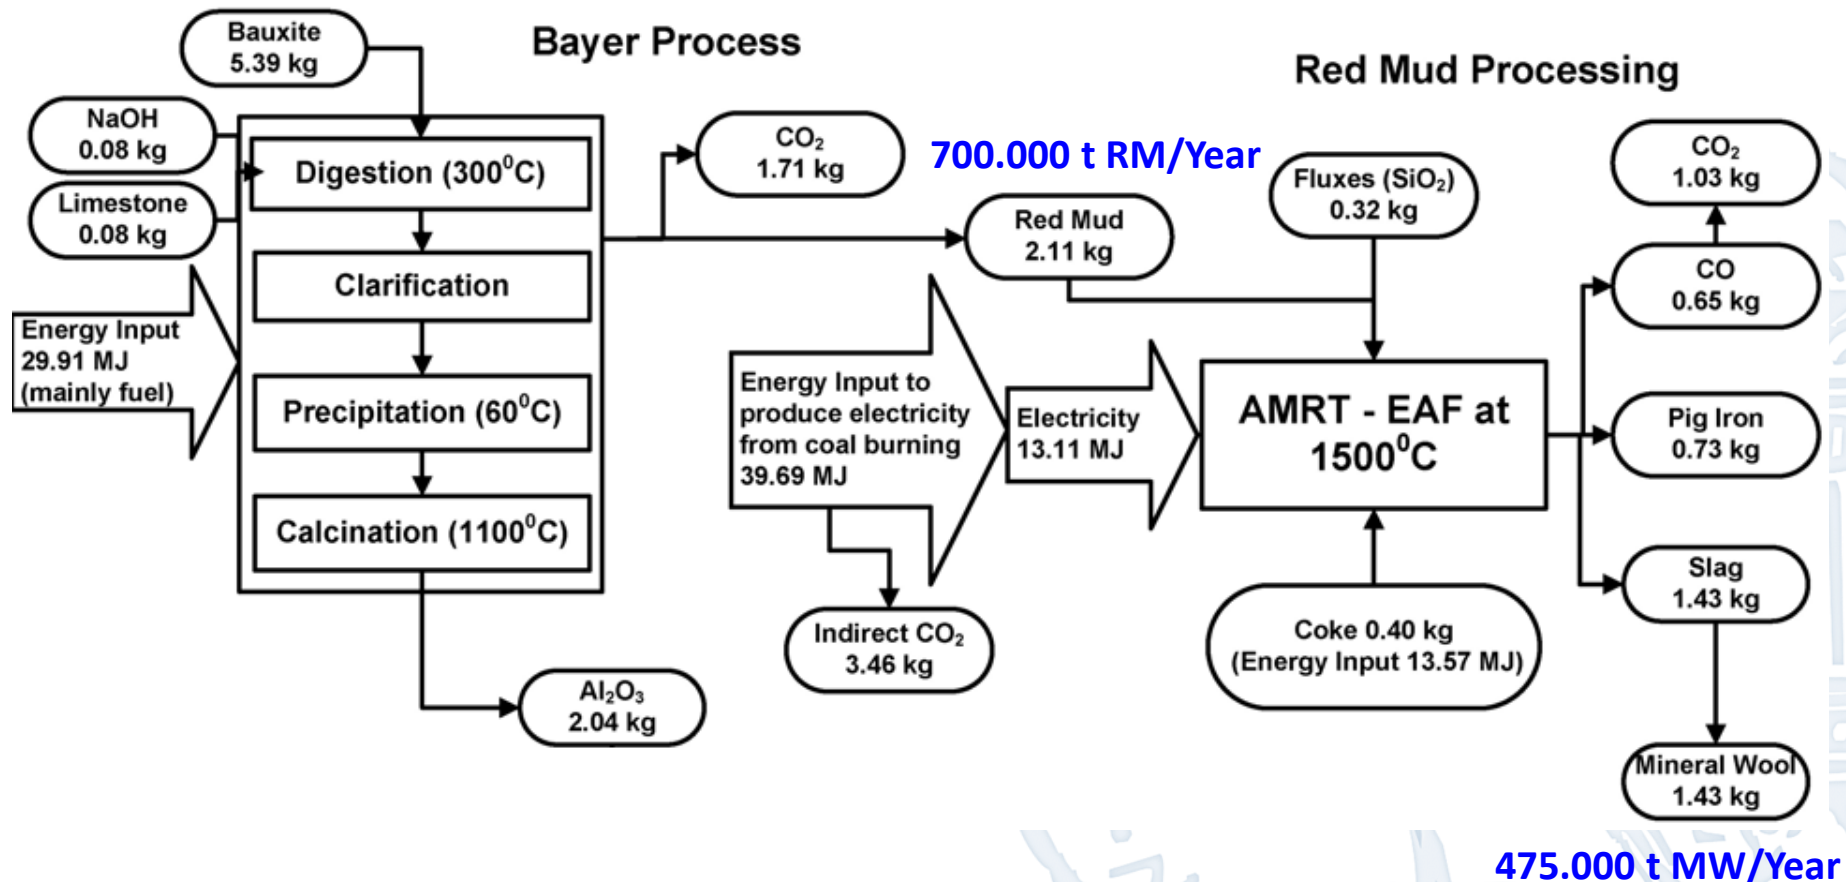 Bayer Process
Bauxite
5.39 kg
NaOH
0.08 kg
Limestone
0.08 kg
Energy Input
29.91 MJ
(mainly fuel)
Digestion (300⁰C)
Clarification
Precipitation (60⁰C)
Calcination (1100⁰C)
CO₂
1.71 kg
Al₂O₃
2.04 kg
Red Mud Processing
700.000 t RM/Year
Red Mud
2.11 kg
Fluxes (SiO₂)
0.32 kg
Energy Input to
produce electricity
from coal burning
39.69 MJ
Electricity
13.11 MJ
Indirect CO₂
3.46 kg
AMRT - EAF at
1500⁰C
Coke 0.40 kg
(Energy Input 13.57 MJ)
CO₂
1.03 kg
CO
0.65 kg
Pig Iron
0.73 kg
Slag
1.43 kg
Mineral Wool
1.43 kg
475.000 t MW/Year